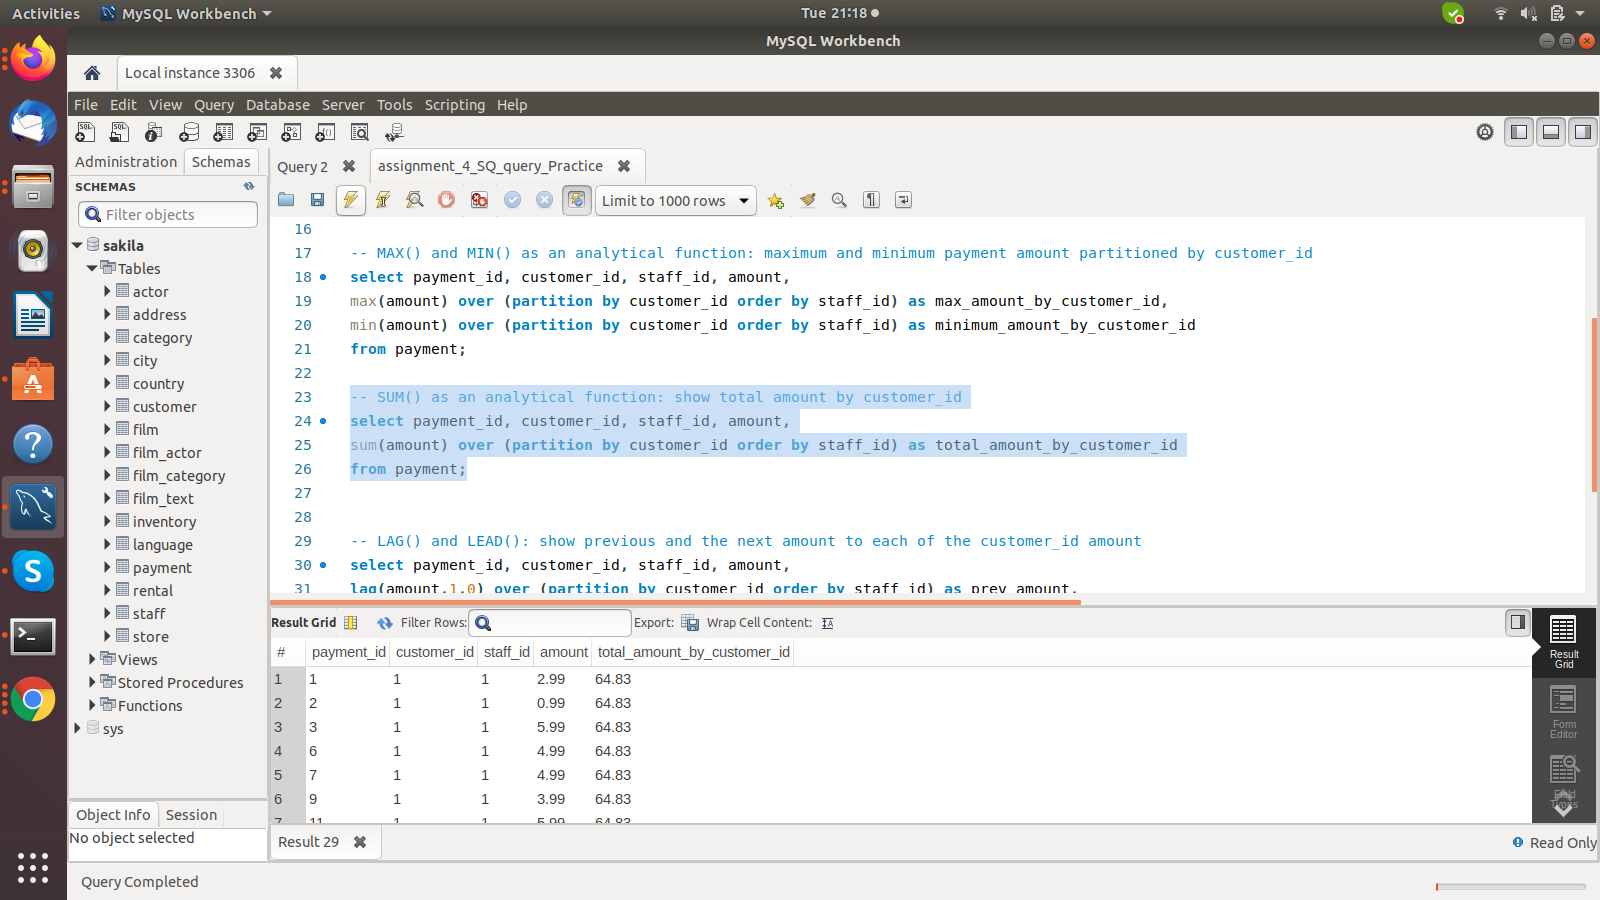 Activities
MySQL Workbench
Tue 21:18
MySQL Workbench
Local instance 3306
File Edit View Query Database Server Tools Scripting Help
Administration Schemas
SCHEMAS
Filter objects
sakila
Tables
actor
address
category
city
country
customer
film
film_actor
film_category
film_text
inventory
language
payment
rental
staff
store
Views
Stored Procedures
Functions
sys
Object Info Session
No object selected
Query 2
assignment_4_SQ_query_Practice
Limit to 1000 rows
16
17 -- MAX() and MIN() as an analytical function: maximum and minimum payment amount partitioned by customer_id
18 select payment_id, customer_id, staff_id, amount,
19 max(amount) over (partition by customer_id order by staff_id) as max_amount_by_customer_id,
20 min(amount) over (partition by customer_id order by staff_id) as minimum_amount_by_customer_id
21 from payment;
22
23 -- SUM() as an analytical function: show total amount by customer_id
24 select payment_id, customer_id, staff_id, amount,
25 sum(amount) over (partition by customer_id order by staff_id) as total_amount_by_customer_id
26 from payment;
27
28
29 -- LAG() and LEAD(): show previous and the next amount to each of the customer_id amount
30 select payment_id, customer_id, staff_id, amount,
31 lag(amount,1,0) over (partition by customer_id order by staff_id) as prev_amount,
Result Grid Filter Rows: Export: Wrap Cell Content:
# payment_id customer_id staff_id amount total_amount_by_customer_id
1 1 1 1 2.99 64.83
2 2 1 1 0.99 64.83
3 3 1 1 5.99 64.83
4 6 1 1 4.99 64.83
5 7 1 1 4.99 64.83
6 9 1 1 3.99 64.83
7 11 1 1 5.99 64.83
Result Grid
Form Editor
Field Types
Result 29
Read Only
Query Completed